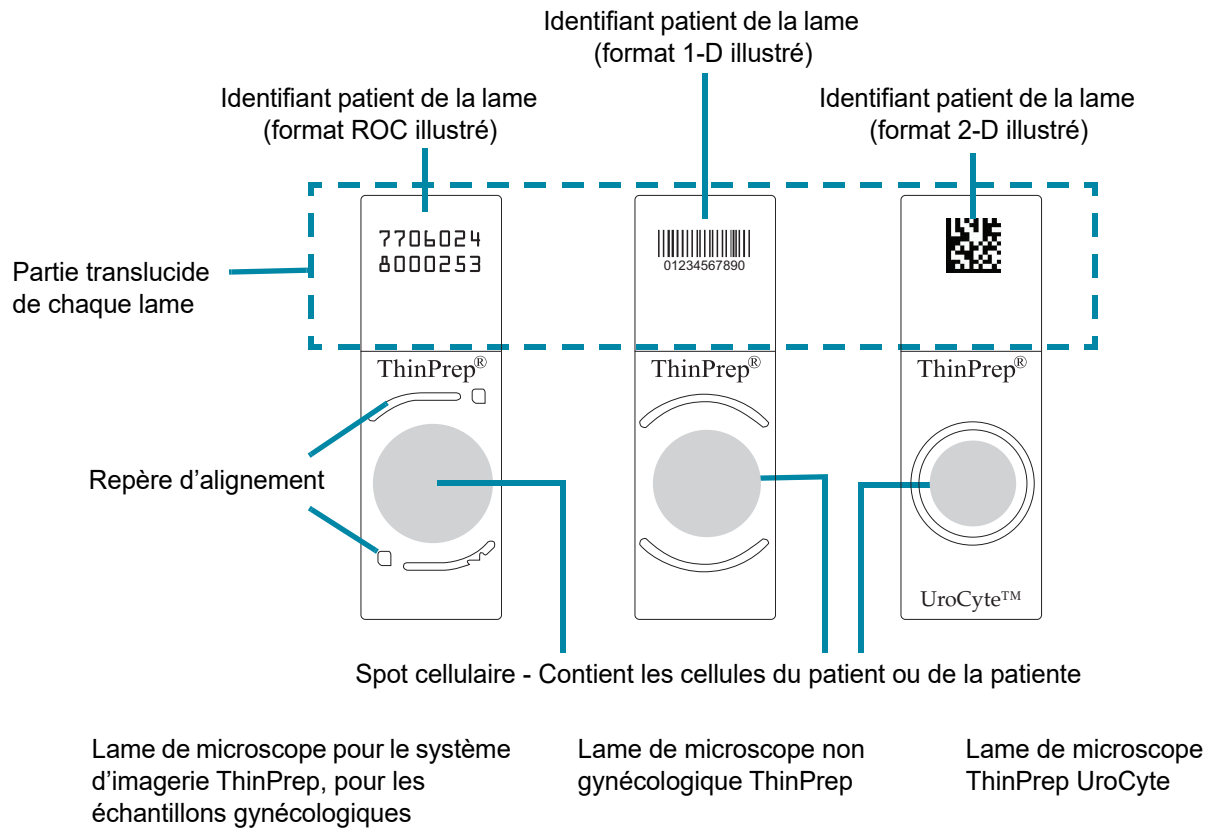 Identifiant patient de la lame
(format 1-D illustré)
Identifiant patient de la lame
(format ROC illustré)
Identifiant patient de la lame
(format 2-D illustré)
7706024
8000253
01234567890
Partie translucide
de chaque lame
ThinPrep®
ThinPrep®
ThinPrep®
Repère d'alignement
UroCyte™
Spot cellulaire - Contient les cellules du patient ou de la patiente
Lame de microscope pour le système
d'imagerie ThinPrep, pour les
échantillons gynécologiques
Lame de microscope non
gynécologique ThinPrep
Lame de microscope
ThinPrep UroCyte